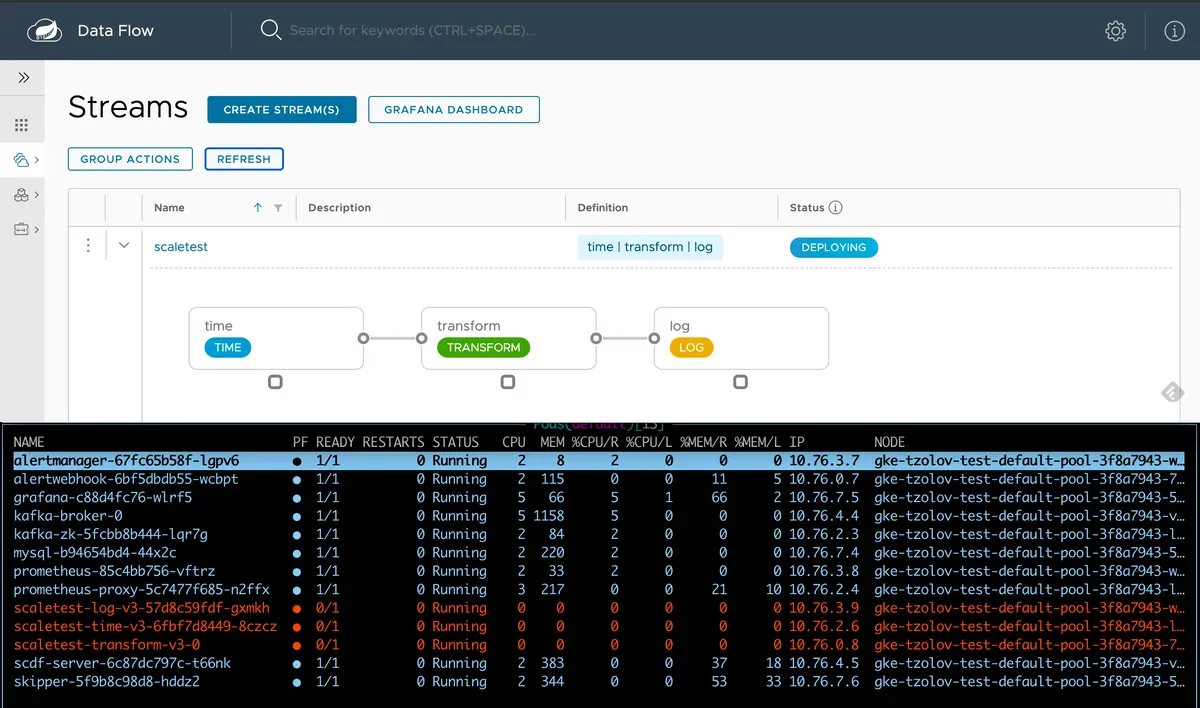 Data Flow
Search for keywords (CTRL+SPACE)...
Streams CREATE STREAM(S) GRAFANA DASHBOARD
GROUP ACTIONS REFRESH
Name Description Definition Status
scaletest time | transform | log DEPLOYING
time transform log
TIME TRANSFORM LOG
Pods(default)[13]
NAME PF READY RESTARTS STATUS CPU MEM %CPU/R %CPU/L %MEM/R %MEM/L IP NODE
alertmanager-67fc65b58f-lgpv6 ● 1/1 0 Running 2 8 2 0 0 0 10.76.3.7 gke-tzolov-test-default-pool-3f8a7943-w…
alertwebhook-6bf5dbdb55-wcbpt ● 1/1 0 Running 2 115 0 0 11 5 10.76.0.7 gke-tzolov-test-default-pool-3f8a7943-7…
grafana-c88d4fc76-wlrf5 ● 1/1 0 Running 5 66 5 1 66 2 10.76.7.5 gke-tzolov-test-default-pool-3f8a7943-5…
kafka-broker-0 ● 1/1 0 Running 5 1158 5 0 0 0 10.76.4.4 gke-tzolov-test-default-pool-3f8a7943-v…
kafka-zk-5fcbb8b444-lqr7g ● 1/1 0 Running 2 84 2 0 0 0 10.76.2.3 gke-tzolov-test-default-pool-3f8a7943-l…
mysql-b94654bd4-44x2c ● 1/1 0 Running 2 220 2 0 0 0 10.76.7.4 gke-tzolov-test-default-pool-3f8a7943-5…
prometheus-85c4bb756-vftrz ● 1/1 0 Running 2 33 2 0 0 0 10.76.3.8 gke-tzolov-test-default-pool-3f8a7943-w…
prometheus-proxy-5c7477f685-n2ffx ● 1/1 0 Running 3 217 0 0 21 10 10.76.2.4 gke-tzolov-test-default-pool-3f8a7943-l…
scaletest-log-v3-57d8c59fdf-gxmkh ● 0/1 0 Running 0 0 0 0 0 0 10.76.3.9 gke-tzolov-test-default-pool-3f8a7943-w…
scaletest-time-v3-6fbf7d8449-8czcz ● 0/1 0 Running 0 0 0 0 0 0 10.76.2.6 gke-tzolov-test-default-pool-3f8a7943-l…
scaletest-transform-v3-0 ● 0/1 0 Running 0 0 0 0 0 0 10.76.0.8 gke-tzolov-test-default-pool-3f8a7943-7…
scdf-server-6c87dc797c-t66nk ● 1/1 0 Running 2 383 0 0 37 18 10.76.4.5 gke-tzolov-test-default-pool-3f8a7943-v…
skipper-5f9b8c98d8-hddz2 ● 1/1 0 Running 2 344 0 0 53 33 10.76.7.6 gke-tzolov-test-default-pool-3f8a7943-5…